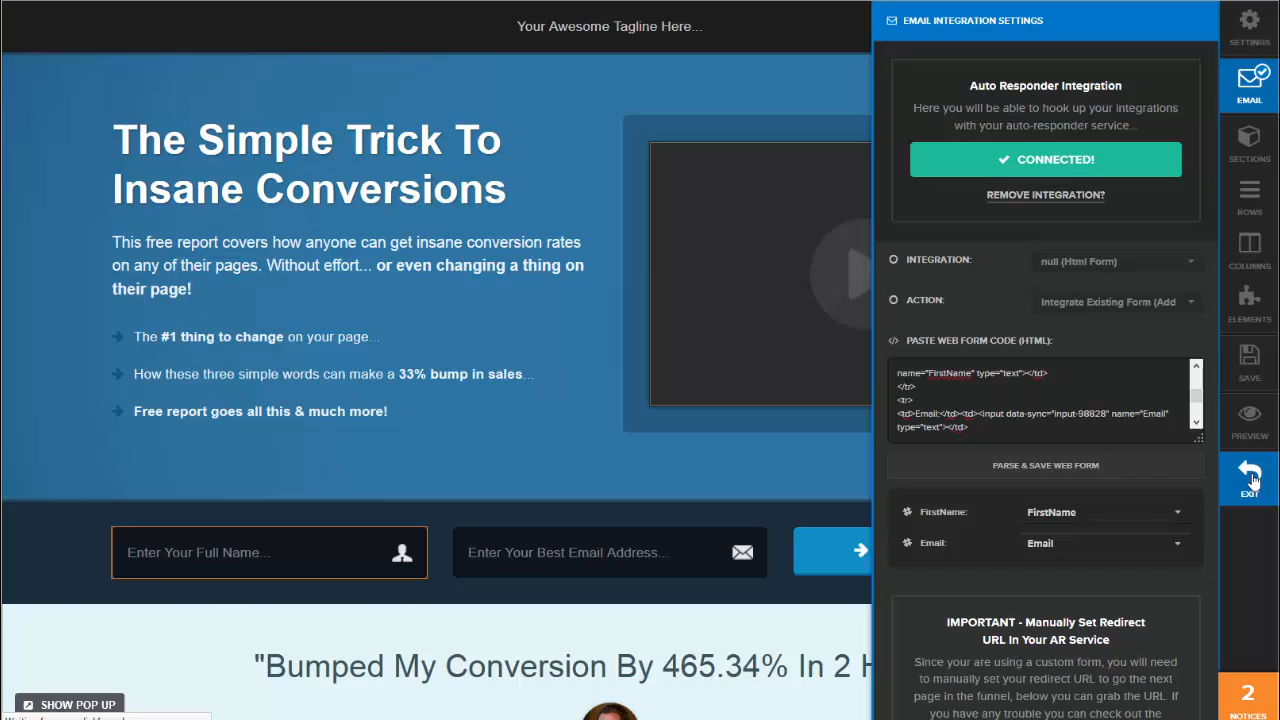 Your Awesome Tagline Here...
The Simple Trick To
Insane Conversions
This free report covers how anyone can get insane conversion rates
on any of their pages. Without effort... or even changing a thing on
their page!
The #1 thing to change on your page...
How these three simple words can make a 33% bump in sales...
Free report goes all this & much more!
Enter Your Full Name...
Enter Your Best Email Address...
"Bumped My Conversion By 465.34% In 2 H
SHOW POP UP
EMAIL INTEGRATION SETTINGS
Auto Responder Integration
Here you will be able to hook up your integrations
with your auto-responder service...
CONNECTED!
REMOVE INTEGRATION?
INTEGRATION:
null (Html Form)
ACTION:
Integrate Existing Form (Add
PASTE WEB FORM CODE (HTML):
name="FirstName" type="text"></td>
</tr>
<tr>
<td>Email:</td><td><input data-sync="input-98828" name="Email"
type="text"></td>
PARSE & SAVE WEB FORM
FirstName:
FirstName
Email:
Email
IMPORTANT - Manually Set Redirect
URL In Your AR Service
Since your are using a custom form, you will need
to manually set your redirect URL to go the next
page in the funnel, below you can grab the URL. If
you have any trouble you can check out the
SETTINGS
EMAIL
SECTIONS
ROWS
COLUMNS
ELEMENTS
SAVE
PREVIEW
EXIT
2
NOTICES